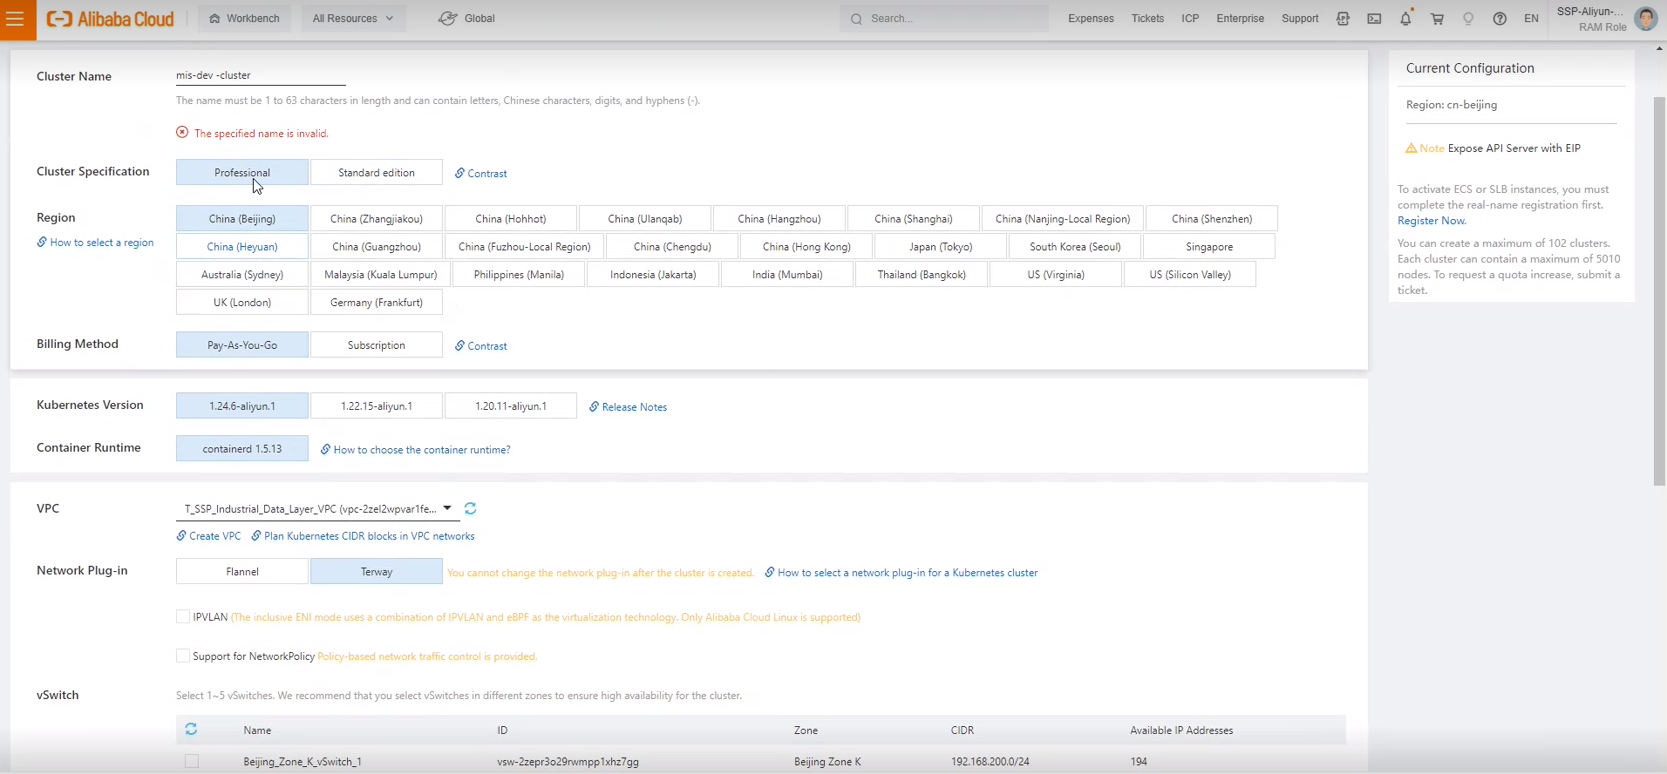 Alibaba Cloud Workbench All Resources Global Search... Expenses Tickets ICP Enterprise Support EN SSP-Aliyun-...
RAM Role
Cluster Name mis-dev -cluster
The name must be 1 to 63 characters in length and can contain letters, Chinese characters, digits, and hyphens (-).
The specified name is invalid.
Cluster Specification Professional Standard edition Contrast
Region China (Beijing) China (Zhangjiakou) China (Hohhot) China (Ulanqab) China (Hangzhou) China (Shanghai) China (Nanjing-Local Region) China (Shenzhen)
How to select a region China (Heyuan) China (Guangzhou) China (Fuzhou-Local Region) China (Chengdu) China (Hong Kong) Japan (Tokyo) South Korea (Seoul) Singapore
Australia (Sydney) Malaysia (Kuala Lumpur) Philippines (Manila) Indonesia (Jakarta) India (Mumbai) Thailand (Bangkok) US (Virginia) US (Silicon Valley)
UK (London) Germany (Frankfurt)
Billing Method Pay-As-You-Go Subscription Contrast
Kubernetes Version 1.24.6-aliyun.1 1.22.15-aliyun.1 1.20.11-aliyun.1 Release Notes
Container Runtime containerd 1.5.13 How to choose the container runtime?
VPC T_SSP_Industrial_Data_Layer_VPC (vpc-2zel2wpvar1fe...
Create VPC Plan Kubernetes CIDR blocks in VPC networks
Network Plug-in Flannel Terway You cannot change the network plug-in after the cluster is created. How to select a network plug-in for a Kubernetes cluster
IPVLAN (The inclusive ENI mode uses a combination of IPVLAN and eBPF as the virtualization technology. Only Alibaba Cloud Linux is supported)
Support for NetworkPolicy Policy-based network traffic control is provided.
vSwitch Select 1~5 vSwitches. We recommend that you select vSwitches in different zones to ensure high availability for the cluster.
Name ID Zone CIDR Available IP Addresses
Beijing_Zone_K_vSwitch_1 vsw-2zepr3o29rwmpp1xhz7gg Beijing Zone K 192.168.200.0/24 194
Current Configuration
Region: cn-beijing
Note Expose API Server with EIP
To activate ECS or SLB instances, you must
complete the real-name registration first.
Register Now.
You can create a maximum of 102 clusters.
Each cluster can contain a maximum of 5010
nodes. To request a quota increase, submit a
ticket.